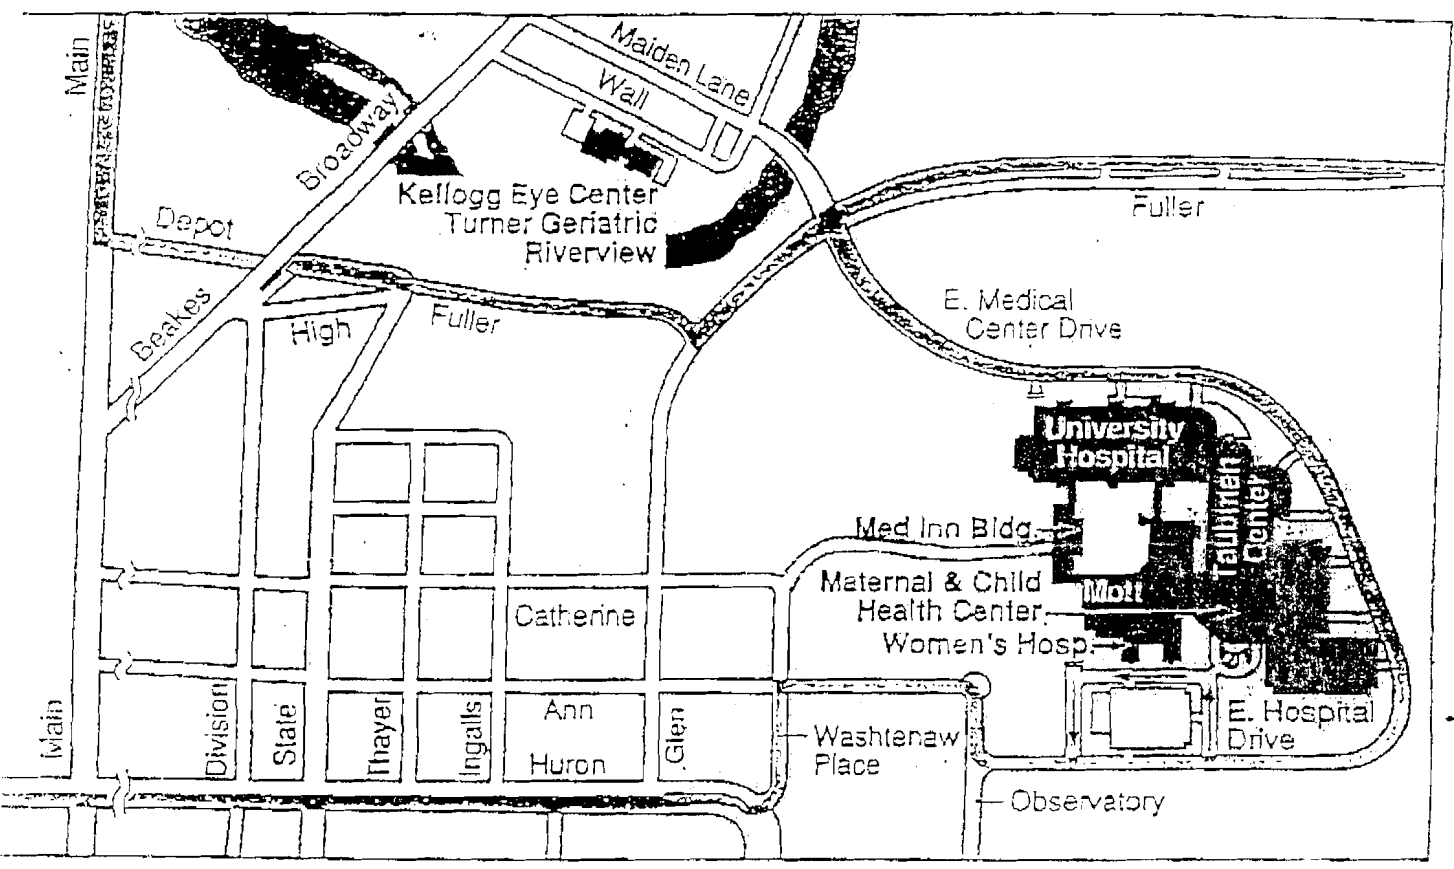 Main
Maiden Lane
Wall
Broadway
Kellogg Eye Center
Turner Geriatric
Riverview
Fuller
Depot
Beakes
High
Fuller
E. Medical
Center Drive
University
Hospital
Taubman
Center
Med Inn Bldg.
Maternal & Child
Health Center
Women's Hosp.
Mott
Catherine
Ann
Huron
Main
Division
State
Thayer
Ingalls
Glen
Washtenaw
Place
E. Hospital
Drive
Observatory